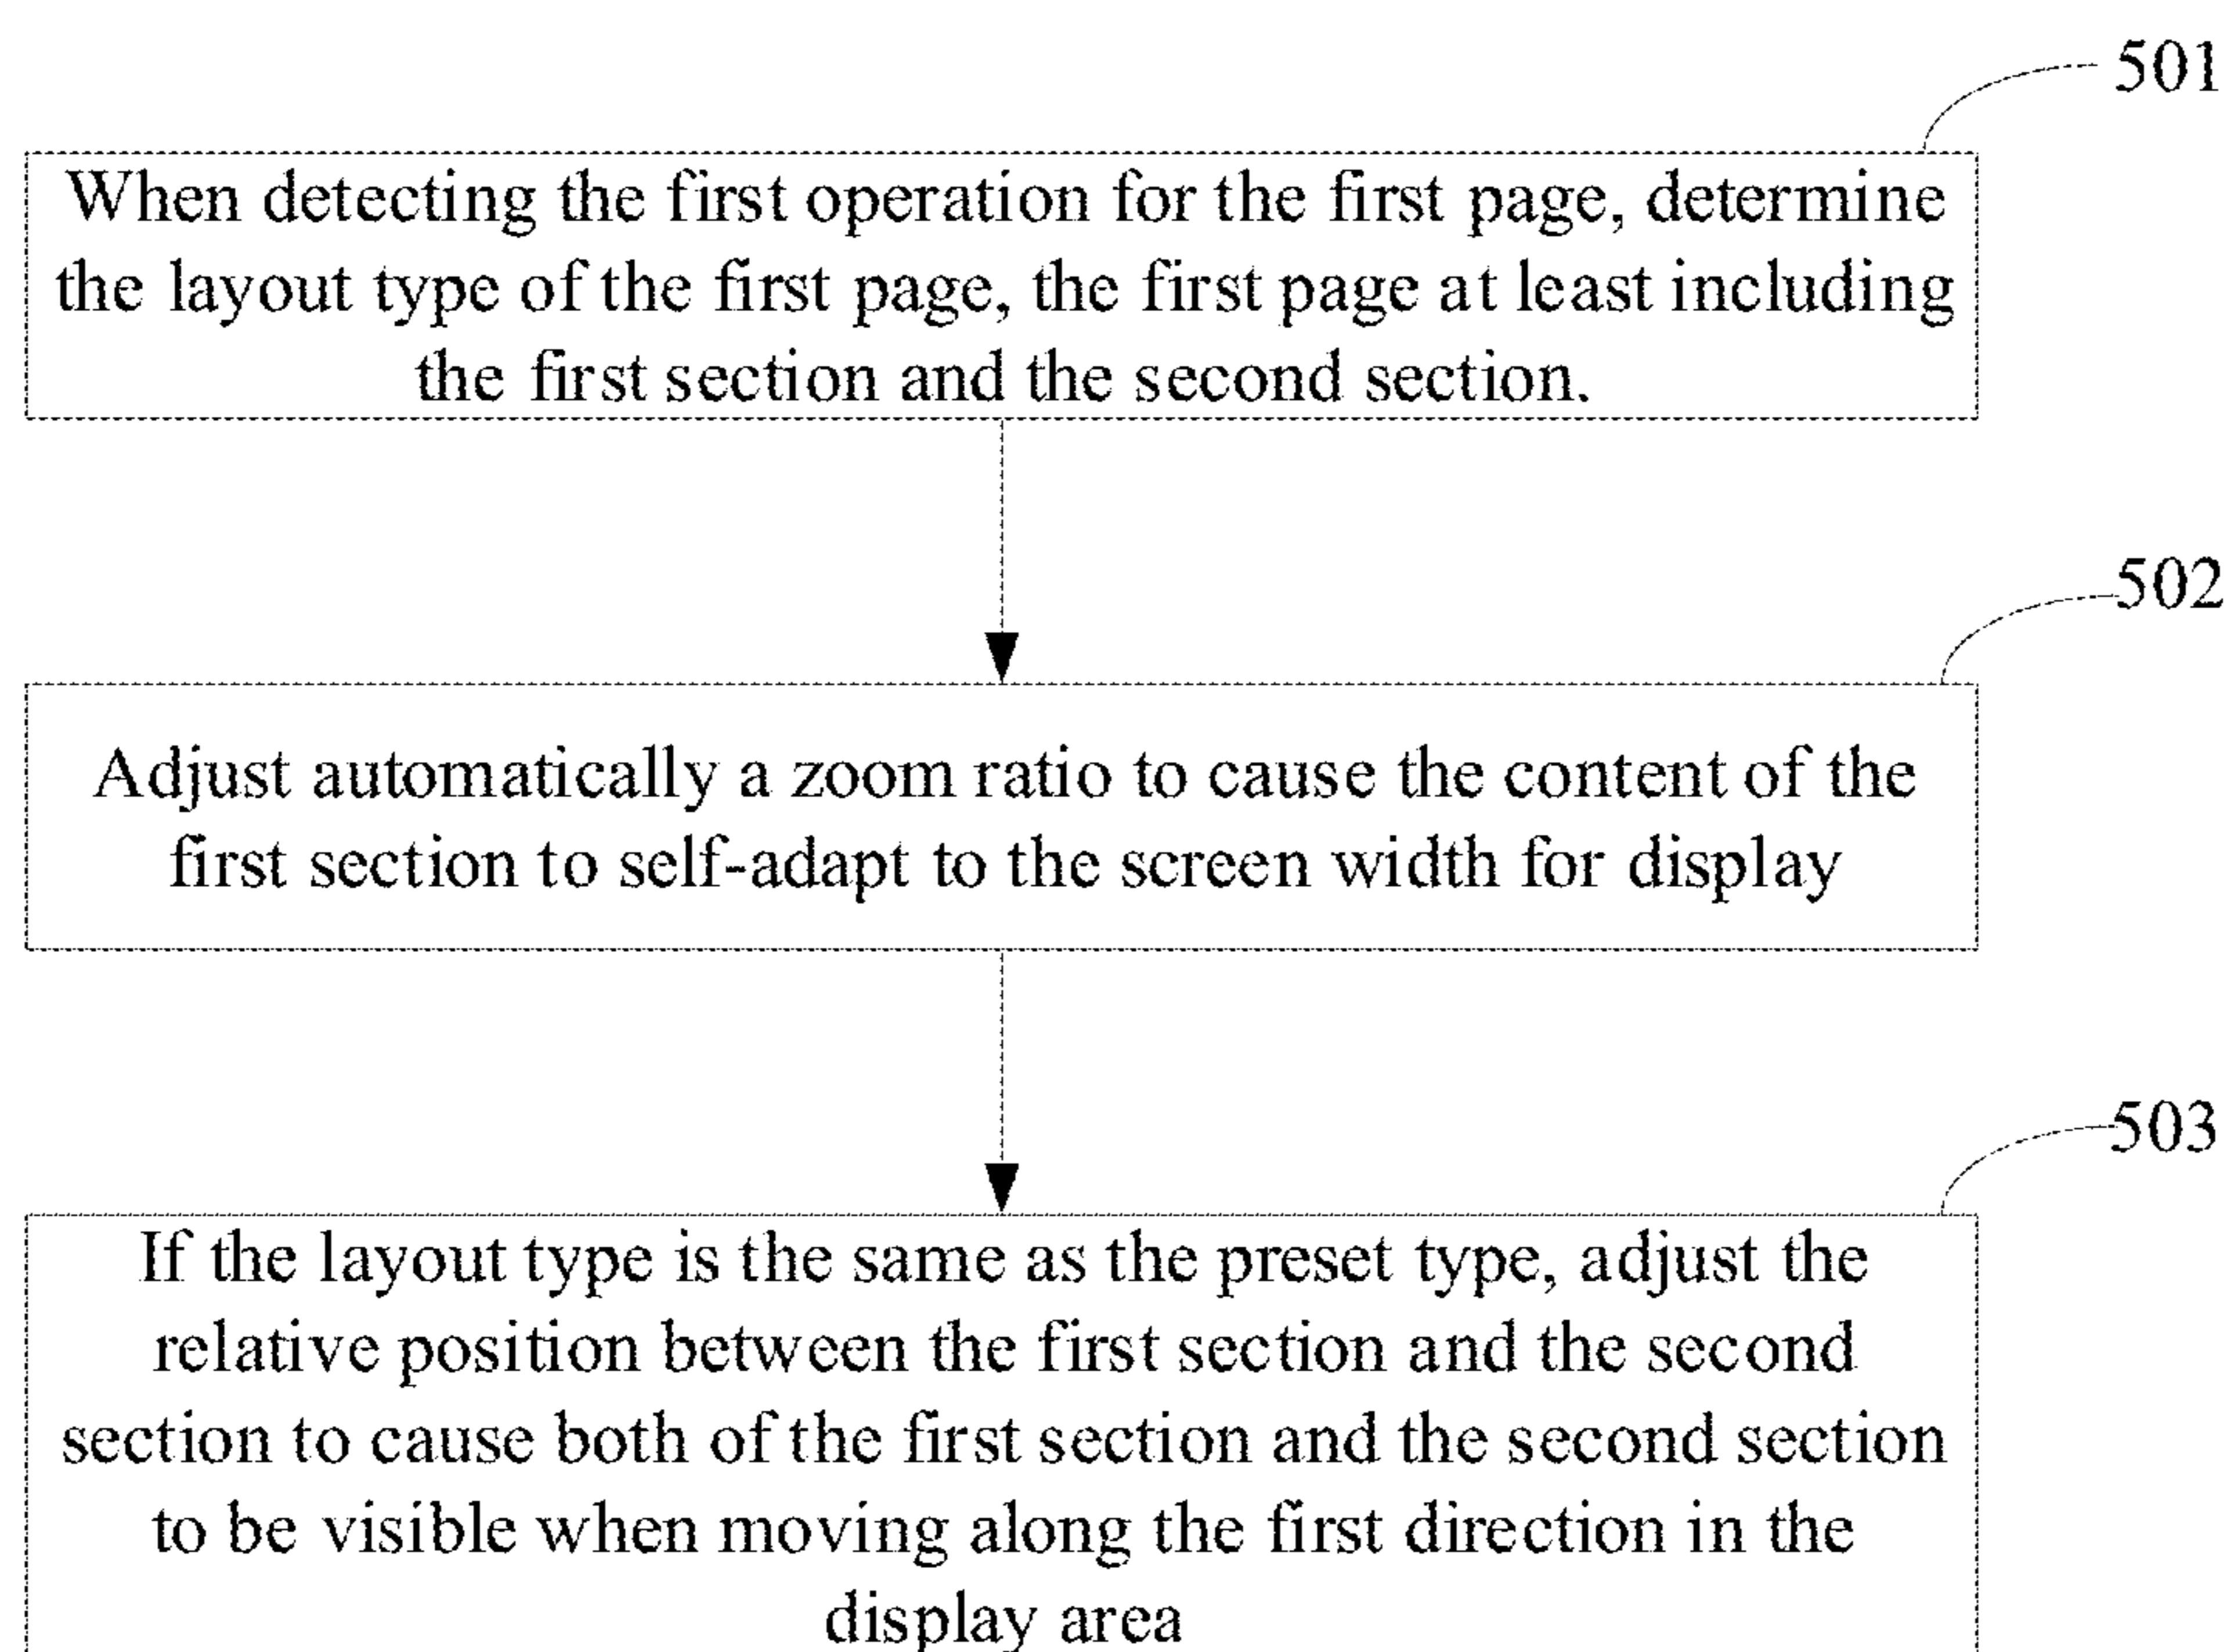 501
When detecting the first operation for the first page, determine
the layout type of the first page, the first page at least including
the first section and the second section.
502
Adjust automatically a zoom ratio to cause the content of the
first section to self-adapt to the screen width for display
503
If the layout type is the same as the preset type, adjust the
relative position between the first section and the second
section to cause both of the first section and the second section
to be visible when moving along the first direction in the
display area